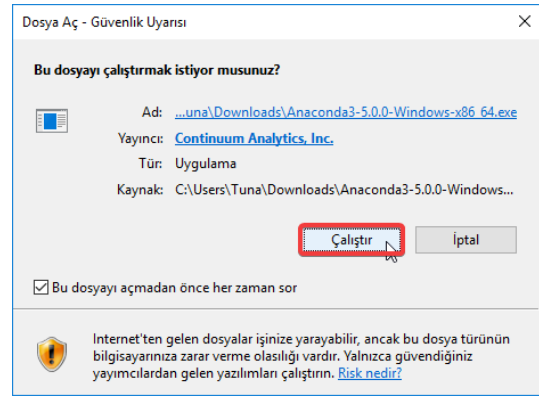 Dosya Aç - Güvenlik Uyarısı
Bu dosyayı çalıştırmak istiyor musunuz?
Ad: ...una\Downloads\Anaconda3-5.0.0-Windows-x86_64.exe
Yayıncı: Continuum Analytics, Inc.
Tür: Uygulama
Kaynak: C:\Users\Tuna\Downloads\Anaconda3-5.0.0-Windows...
Çalıştır İptal
Bu dosyayı açmadan önce her zaman sor
Internet'ten gelen dosyalar işinize yarayabilir, ancak bu dosya türünün
bilgisayarınıza zarar verme olasılığı vardır. Yalnızca güvendiğiniz
yayımcılardan gelen yazılımları çalıştırın. Risk nedir?